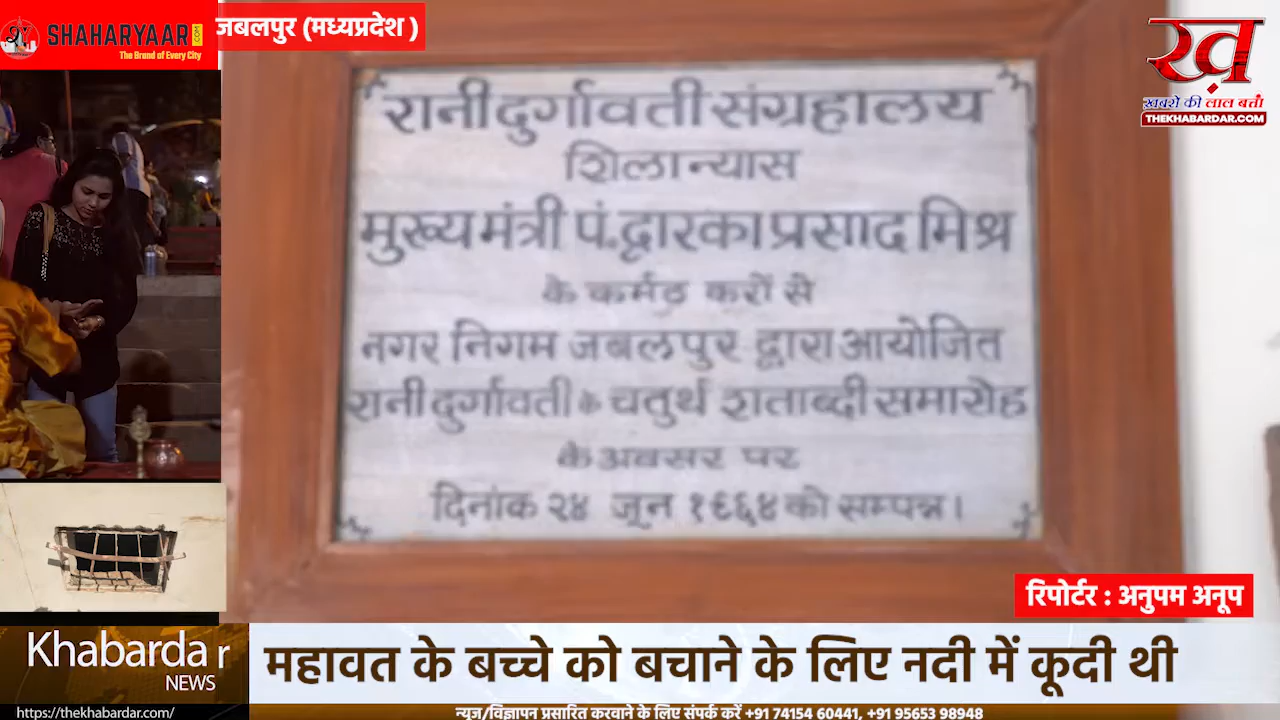 SHAHARYAAR.COM
The Brand of Every City
जबलपुर (मध्यप्रदेश )
ख़
ख़बरों की लाल बत्ती
THEKHABARDAR.COM
रानी दुर्गावती संग्रहालय
शिलान्यास
मुख्य मंत्री पं. द्वारका प्रसाद मिश्र
के कर्मठ करों से
नगर निगम जबलपुर द्वारा आयोजित
रानी दुर्गावती के चतुर्थ शताब्दी समारोह
के अवसर पर
दिनांक २४ जून १९६४ को सम्पन्न।
रिपोर्टर : अनुपम अनूप
Khabardar
NEWS
महावत के बच्चे को बचाने के लिए नदी में कूदी थी
https://thekhabardar.com/
न्यूज/विज्ञापन प्रसारित करवाने के लिए संपर्क करें +91 74154 60441, +91 95653 98948